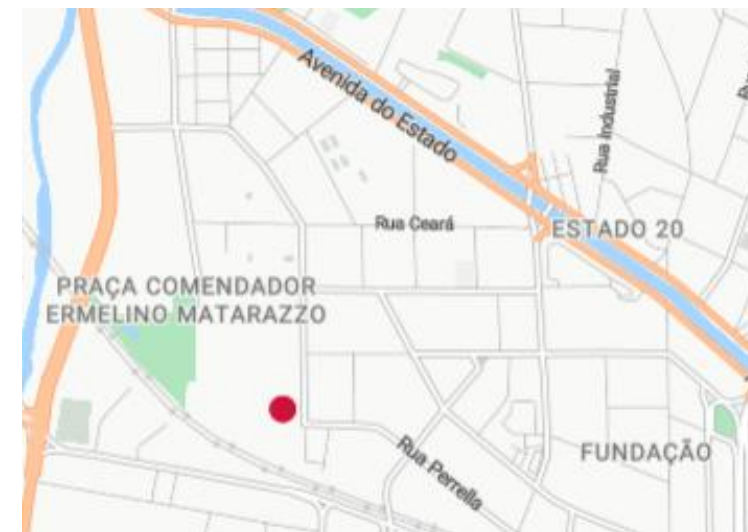 Avenida do Estado
Rua Industrial
Rua Ceará
ESTADO 20
PRAÇA COMENDADOR
ERMELINO MATARAZZO
Rua Perrella
FUNDAÇÃO